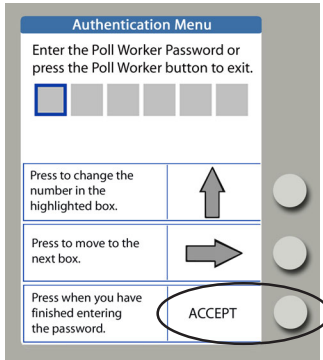 Authentication Menu
Enter the Poll Worker Password or
press the Poll Worker button to exit.
Press to change the
number in the
highlighted box.
Press to move to the
next box.
Press when you have
finished entering
the password.
ACCEPT